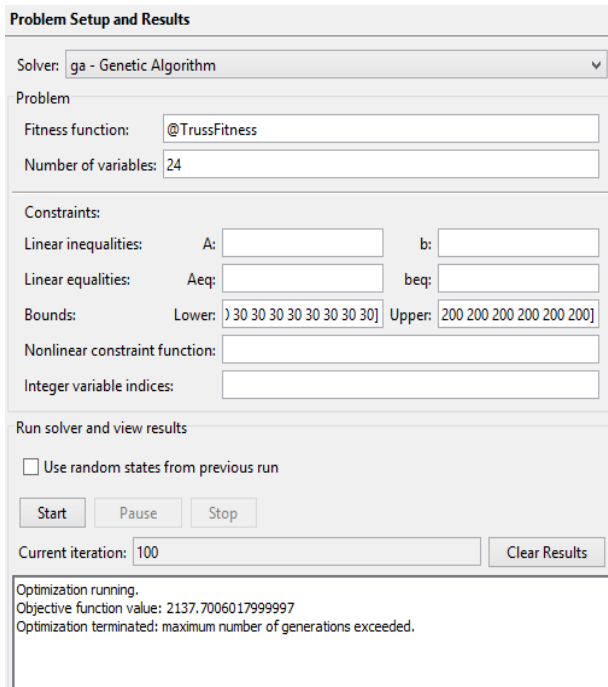 Problem Setup and Results
Solver: ga - Genetic Algorithm
Problem
Fitness function: @TrussFitness
Number of variables: 24
Constraints:
Linear inequalities: A: b:
Linear equalities: Aeq: beq:
Bounds: Lower: 30 30 30 30 30 30 30 30] Upper: 200 200 200 200 200 200]
Nonlinear constraint function:
Integer variable indices:
Run solver and view results
Use random states from previous run
Start Pause Stop
Current iteration: 100 Clear Results
Optimization running.
Objective function value: 2137.7006017999997
Optimization terminated: maximum number of generations exceeded.